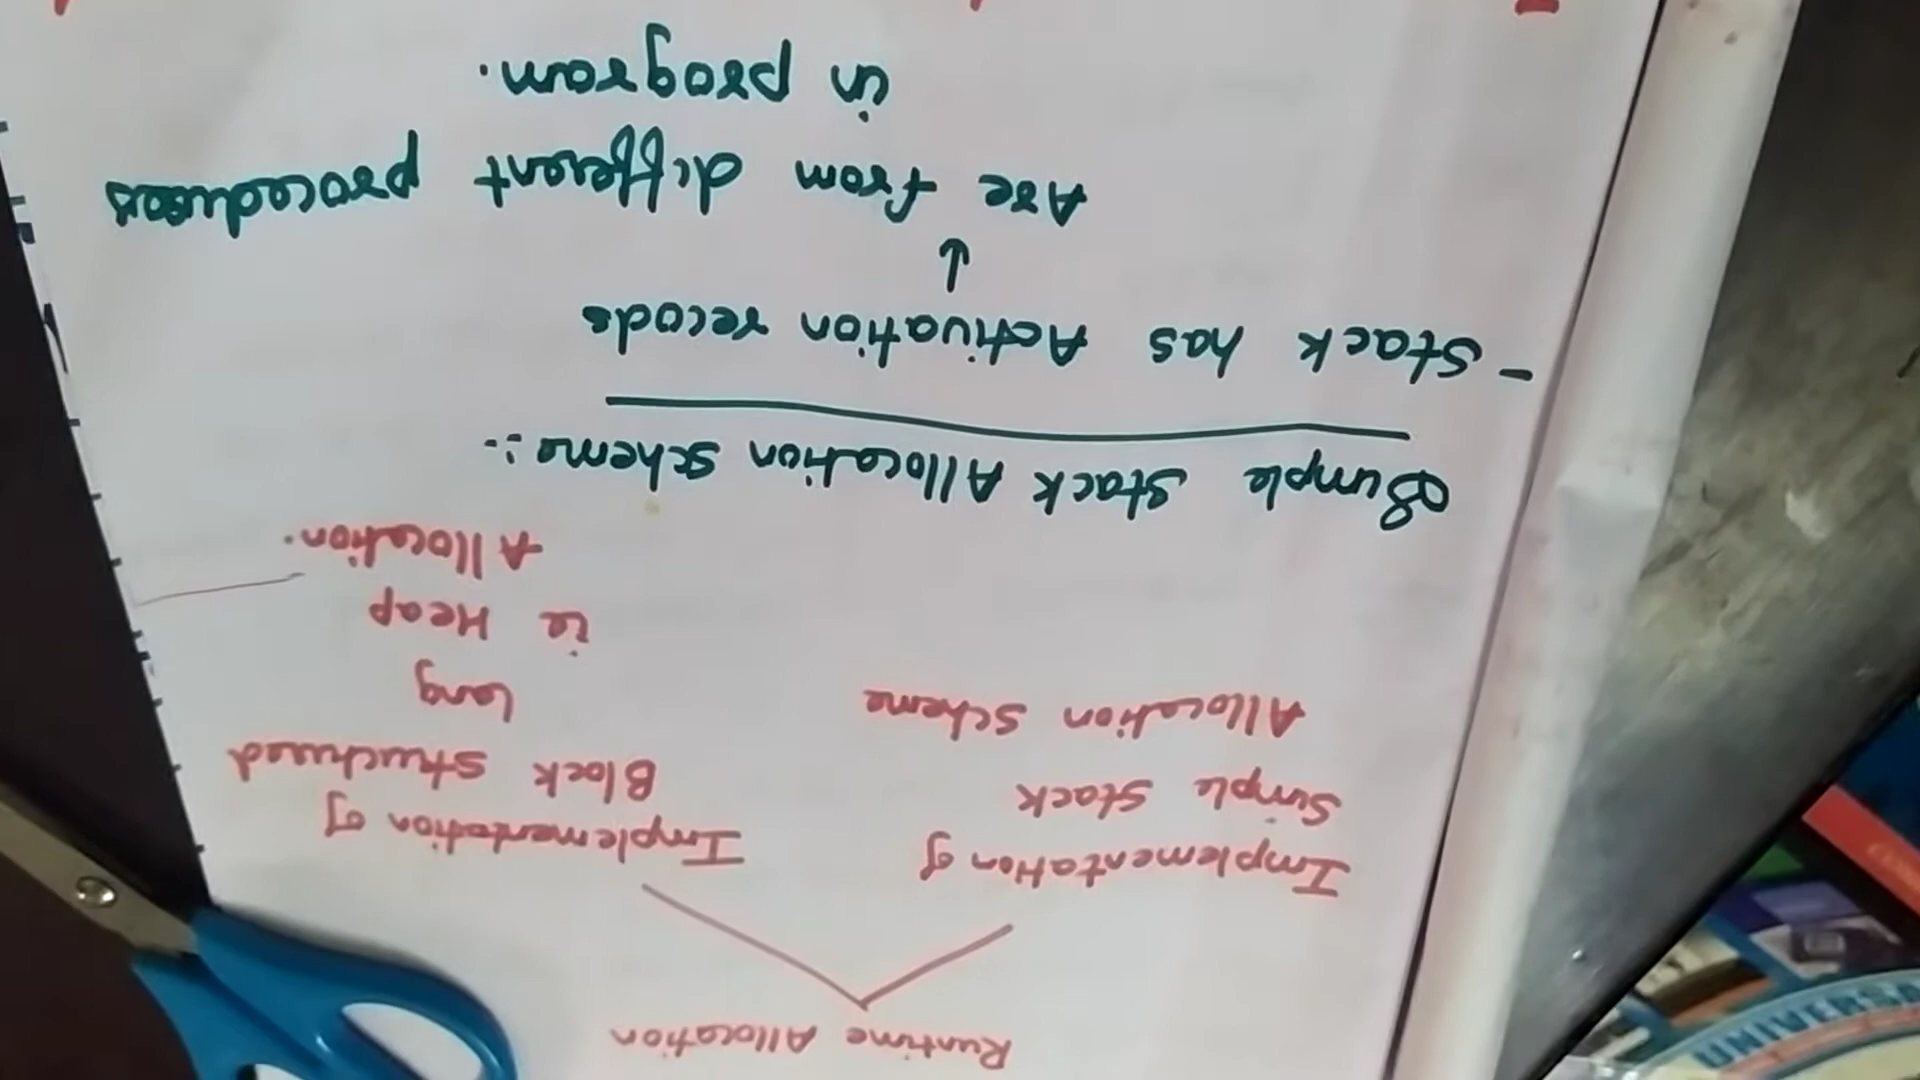 Runtime Allocation
Implementation of
Simple Stack
Allocation Scheme
Implementation of
Block structured
Lang
ie Heap
Allocation.
Simple Stack Allocation Scheme :-
- Stack has Activation records
↓
Are from different procedures
in program.
UNIVERSA